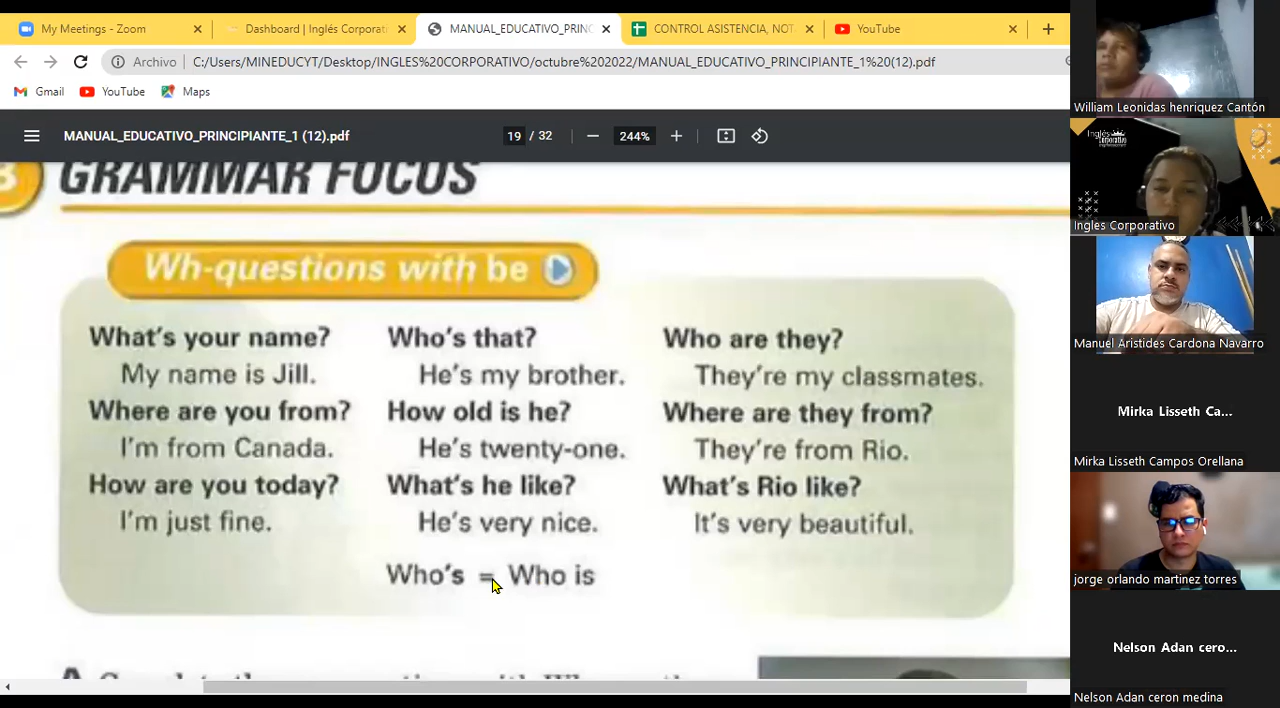 My Meetings - Zoom
Dashboard | Inglés Corporati
MANUAL_EDUCATIVO_PRINC
CONTROL ASISTENCIA, NOT
YouTube
Archivo
C:/Users/MINEDUCYT/Desktop/INGLES%20CORPORATIVO/octubre%202022/MANUAL_EDUCATIVO_PRINCIPIANTE_1%20(12).pdf
Gmail
YouTube
Maps
MANUAL_EDUCATIVO_PRINCIPIANTE_1 (12).pdf
19 / 32
244%
3 GRAMMAR FOCUS
Wh-questions with be
What's your name?
My name is Jill.
Where are you from?
I'm from Canada.
How are you today?
I'm just fine.
Who's that?
He's my brother.
How old is he?
He's twenty-one.
What's he like?
He's very nice.
Who's = Who is
Who are they?
They're my classmates.
Where are they from?
They're from Rio.
What's Rio like?
It's very beautiful.
William Leonidas henriquez Cantón
Inglés
Corporativo
Ingles Corporativo
Manuel Aristides Cardona Navarro
Mirka Lisseth Ca...
Mirka Lisseth Campos Orellana
jorge orlando martinez torres
Nelson Adan cero...
Nelson Adan ceron medina